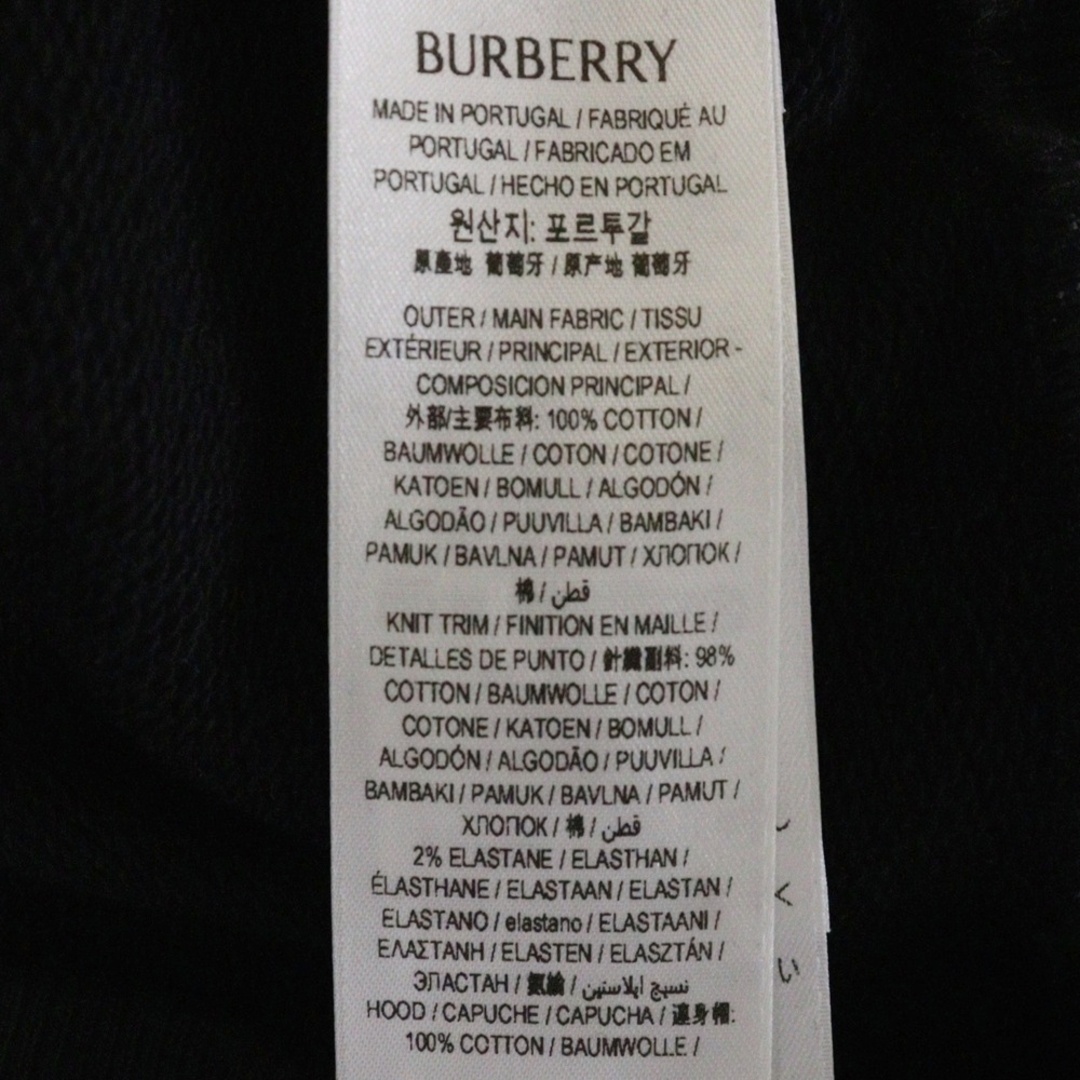 BURBERRY
MADE IN PORTUGAL / FABRIQUÉ AU
PORTUGAL / FABRICADO EM
PORTUGAL / HECHO EN PORTUGAL
원산지: 포르투갈
原產地 葡萄牙 / 原产地 葡萄牙
OUTER / MAIN FABRIC / TISSU
EXTÉRIEUR / PRINCIPAL / EXTERIOR -
COMPOSICION PRINCIPAL /
外部/主要布料: 100% COTTON /
BAUMWOLLE / COTON / COTONE /
KATOEN / BOMULL / ALGODÓN /
ALGODÃO / PUUVILLA / BAMBAKI /
PAMUK / BAVLNA / PAMUT / ХЛОПОК /
棉 / قطن
KNIT TRIM / FINITION EN MAILLE /
DETALLES DE PUNTO / 針織副料: 98%
COTTON / BAUMWOLLE / COTON /
COTONE / KATOEN / BOMULL /
ALGODÓN / ALGODÃO / PUUVILLA /
BAMBAKI / PAMUK / BAVLNA / PAMUT /
ХЛОПОК / 棉 / قطن
2% ELASTANE / ELASTHAN /
ÉLASTHANE / ELASTAAN / ELASTAN /
ELASTANO / elastano / ELASTAANI /
ΕΛΑΣΤΑΝΗ / ELASTEN / ELASZTÁN /
ЭЛАСТАН / 氨綸 / نسيج ايلاستين
HOOD / CAPUCHE / CAPUCHA / 連身帽:
100% COTTON / BAUMWOLLE /
く
い